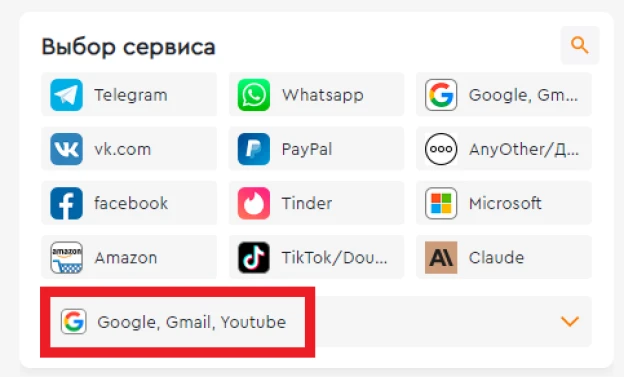 Выбор сервиса
Telegram
Whatsapp
Google, Gm...
vk.com
PayPal
AnyOther/Д...
facebook
Tinder
Microsoft
amazon
Amazon
TikTok/Dou...
Claude
Google, Gmail, Youtube